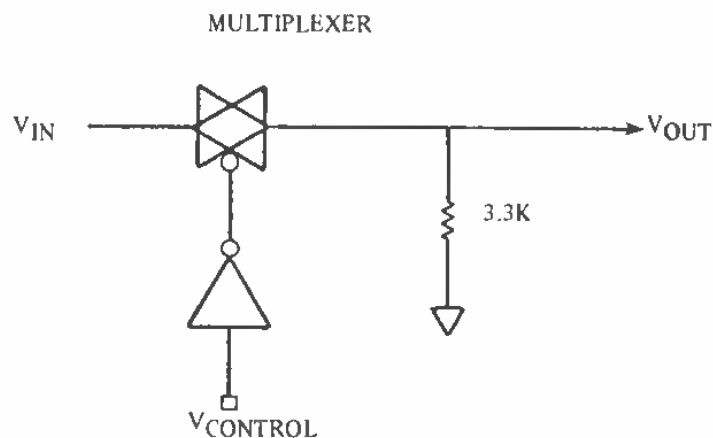 MULTIPLEXER
VIN
VOUT
3.3K
VCONTROL